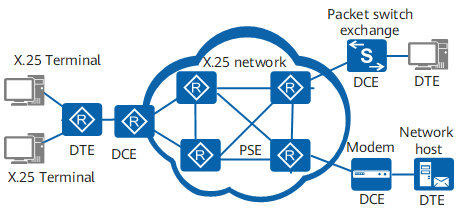 Packet switch
exchange
X.25 Terminal
X.25 network
S
DCE
DTE
R
R
R
R
DTE
DCE
R
PSE
R
Modem
Network
host
X.25 Terminal
DCE
DTE